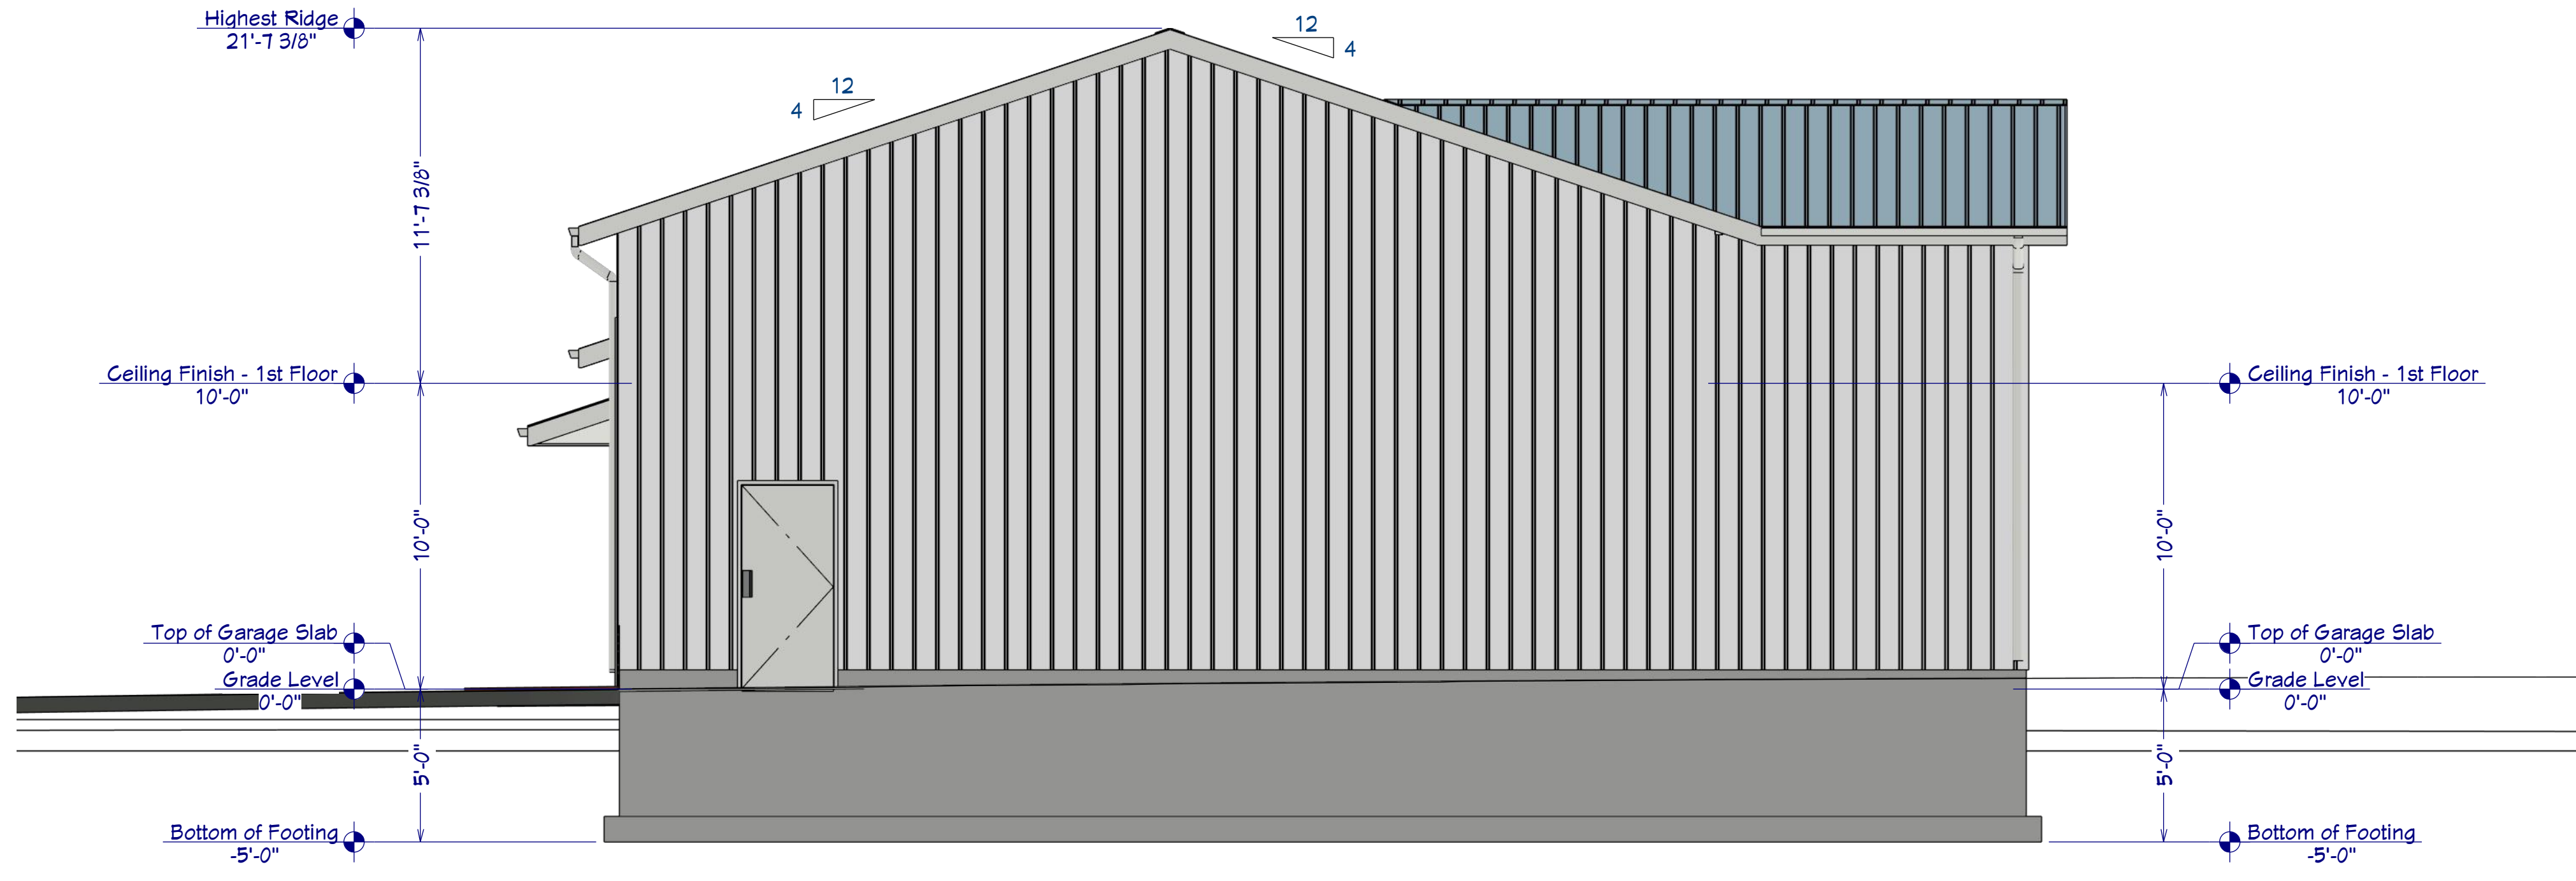 Highest Ridge
21'-7 3/8"
12
4
12
4
11'-7 3/8"
Ceiling Finish - 1st Floor
10'-0"
Ceiling Finish - 1st Floor
10'-0"
10'-0"
10'-0"
Top of Garage Slab
0'-0"
Top of Garage Slab
0'-0"
Grade Level
0'-0"
Grade Level
0'-0"
5'-0"
5'-0"
Bottom of Footing
-5'-0"
Bottom of Footing
-5'-0"